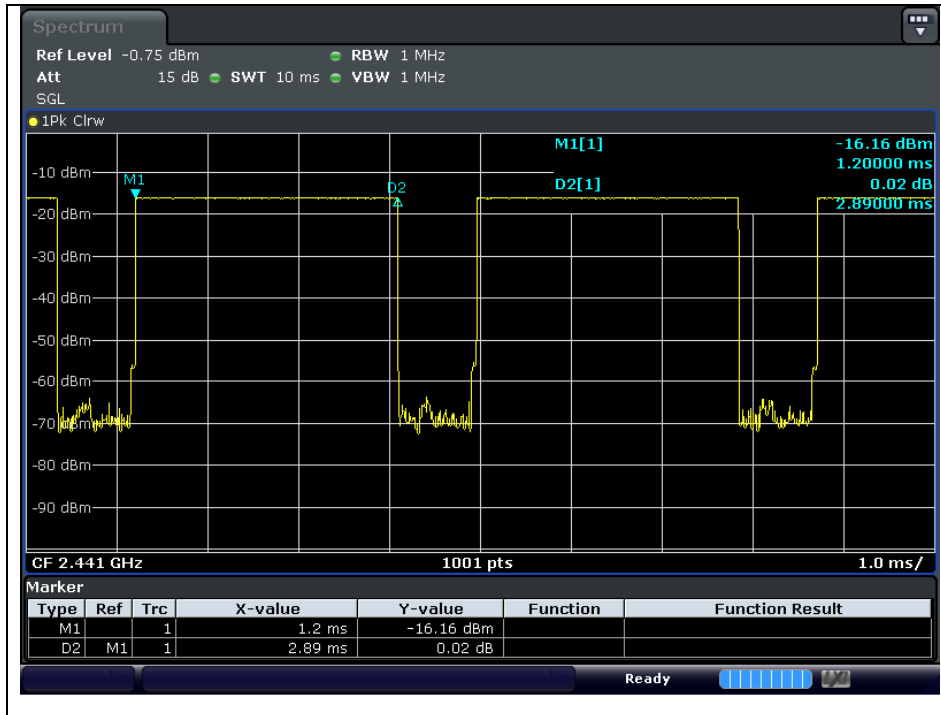 Spectrum
Ref Level -0.75 dBm RBW 1 MHz
Att 15 dB SWT 10 ms VBW 1 MHz
SGL
1Pk Clrw
M1[1] -16.16 dBm
1.20000 ms
D2[1] 0.02 dB
2.89000 ms
M1
D2
-10 dBm
-20 dBm
-30 dBm
-40 dBm
-50 dBm
-60 dBm
-70 dBm
-80 dBm
-90 dBm
CF 2.441 GHz 1001 pts 1.0 ms/
Marker
Type Ref Trc X-value Y-value Function Function Result
M1 1 1.2 ms -16.16 dBm
D2 M1 1 2.89 ms 0.02 dB
Ready